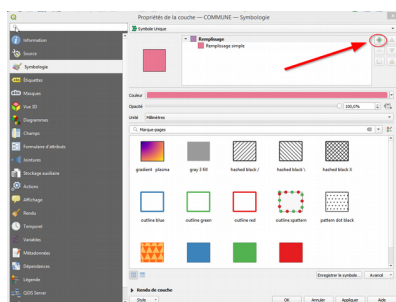 Propriétés de la couche — COMMUNE — Symbologie
Symbole Unique
Information
Source
Symbologie
Étiquettes
Masques
Vue 3D
Diagrammes
Champs
Formulaire d'attributs
Jointures
Stockage auxiliaire
Actions
Affichage
Rendu
Temporel
Variables
Métadonnées
Dépendances
Légende
QGIS Server
Remplissage
Remplissage simple
Couleur
Opacité
100,0%
Unité Millimètres
Marque-pages
gradient plasma
gray 3 fill
hashed black /
hashed black \
hashed black X
outline blue
outline green
outline red
outline xpattern
pattern dot black
Enregistrer le symbole...
Avancé
Rendu de couche
Style
OK
Annuler
Appliquer
Aide